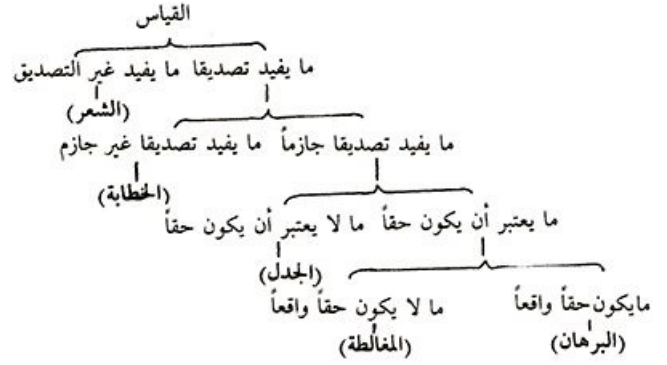 القياس
ما يفيد تصديقا ما يفيد غير التصديق
(الشعر)
ما يفيد تصديقا جازماً ما يفيد تصديقا غير جازم
(الخطابة)
ما يعتبر أن يكون حقاً ما لا يعتبر أن يكون حقاً
(الجدل)
مايكون حقاً واقعاً ما لا يكون حقاً واقعاً
(البرهان) (المغالطة)